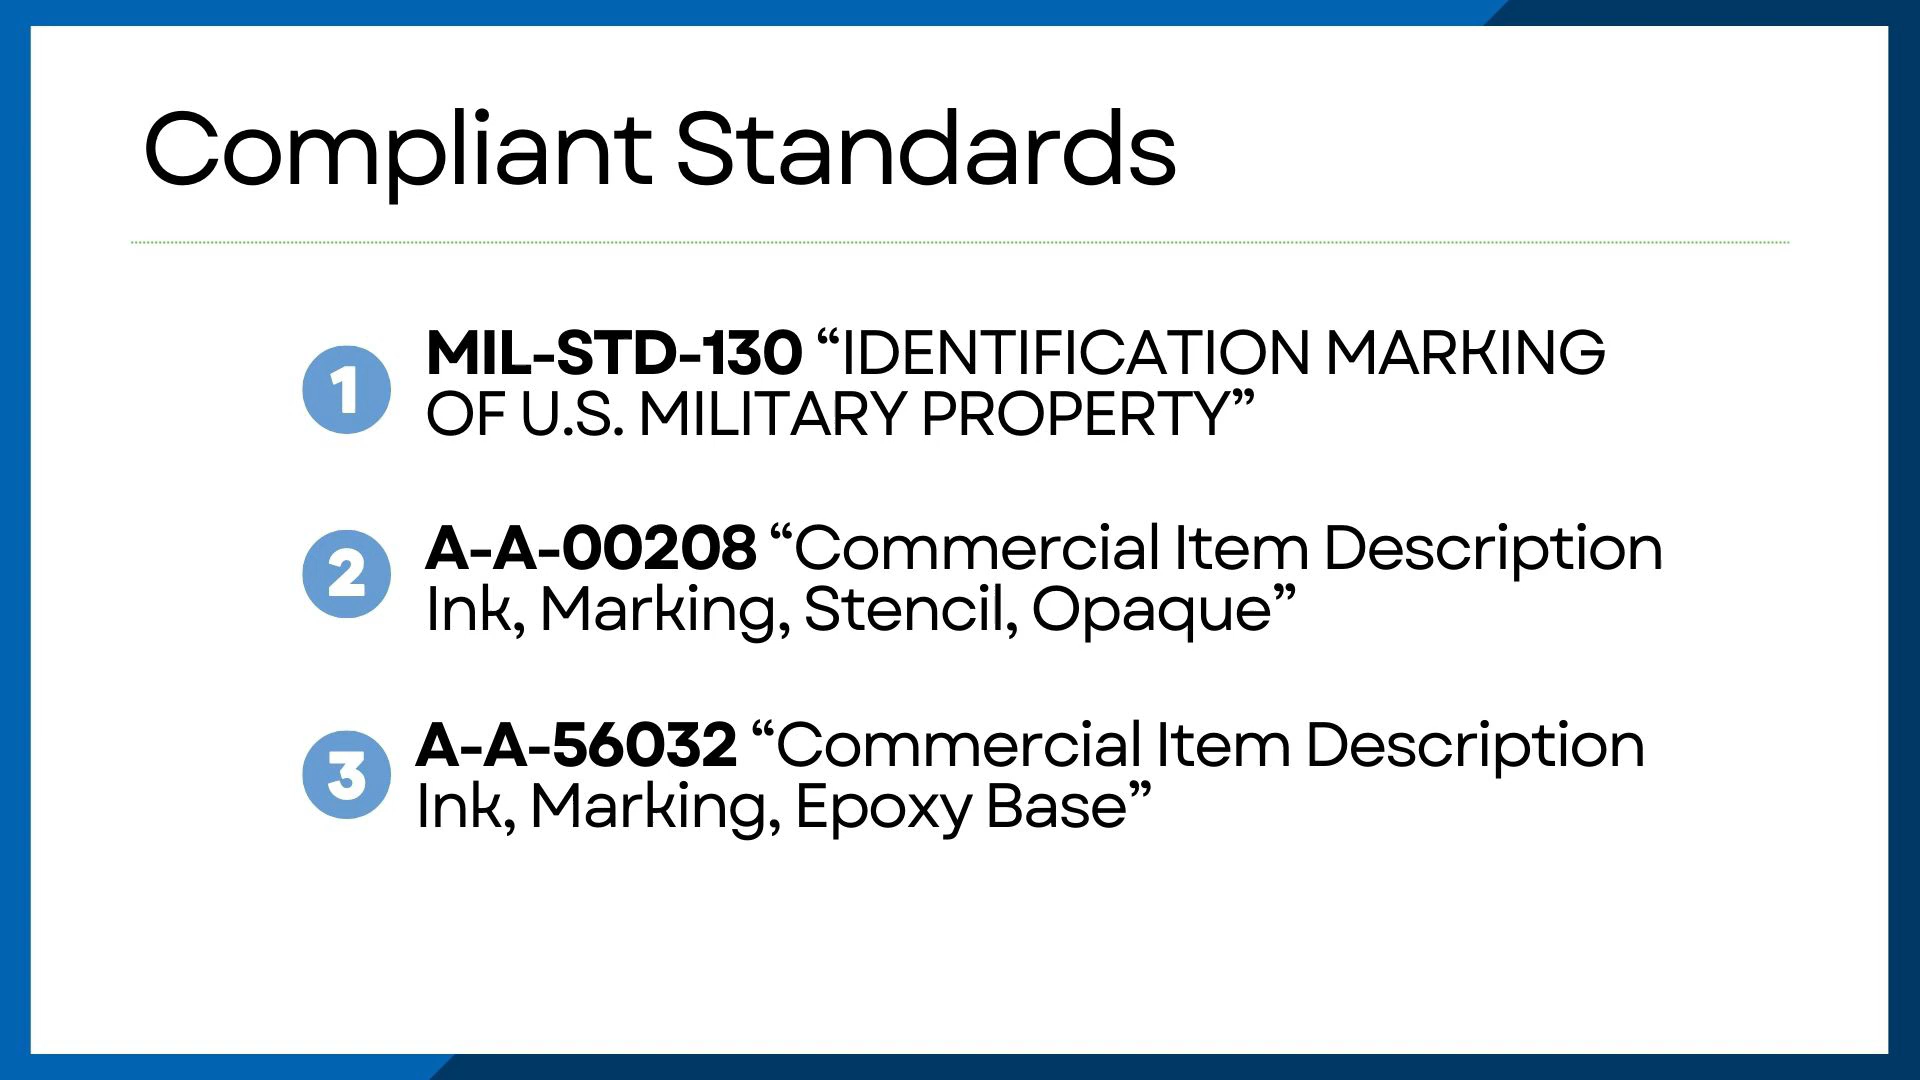 Compliant Standards
1
MIL-STD-130 “IDENTIFICATION MARKING
OF U.S. MILITARY PROPERTY”
2
A-A-00208 “Commercial Item Description
Ink, Marking, Stencil, Opaque”
3
A-A-56032 “Commercial Item Description
Ink, Marking, Epoxy Base”